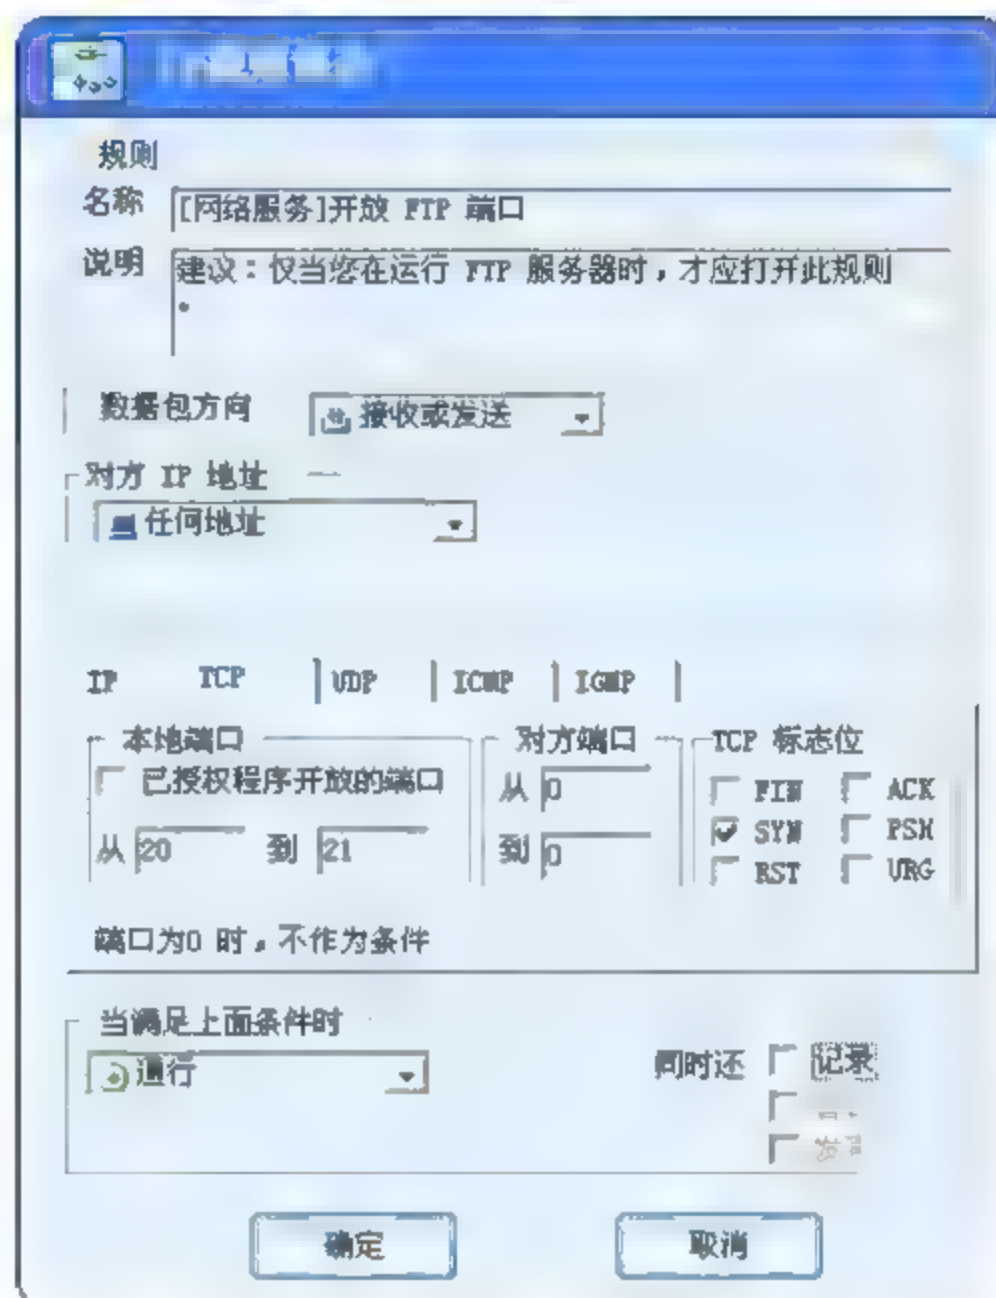 规则
名称 [网络服务]开放 FTP 端口
说明 建议：仅当您在运行 FTP 服务器时，才应打开此规则
。
数据包方向 接收或发送
对方 IP 地址
任何地址
IP TCP UDP ICMP IGMP
本地端口 对方端口 TCP 标志位
已授权程序开放的端口 从 0 FIN ACK
从 20 到 21 到 0 SYN PSH
RST URG
端口为0 时，不作为条件
当满足上面条件时
通行 同时还 记录
确定 取消